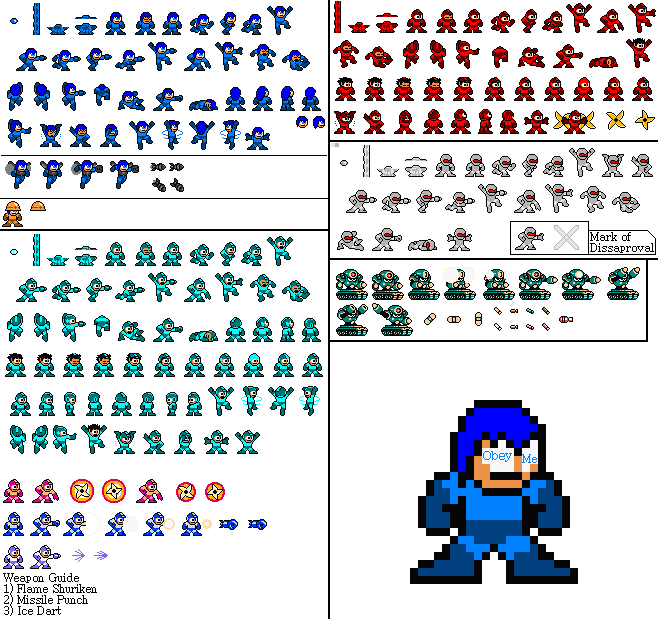 Mark of
Dissaproval
Obey
Me
Weapon Guide
1) Flame Shuriken
2) Missile Punch
3) Ice Dart